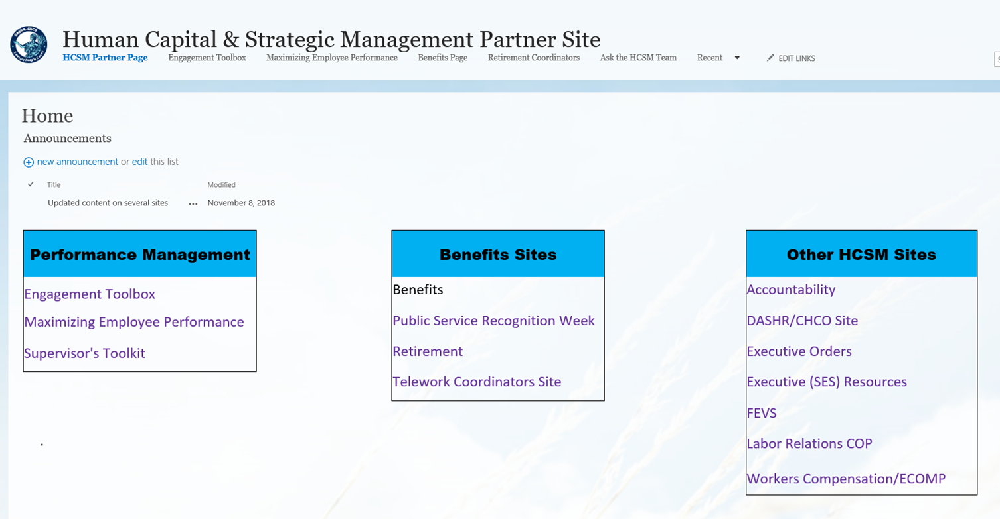 Human Capital & Strategic Management Partner Site
HCSM Partner Page Engagement Toolbox Maximizing Employee Performance Benefits Page Retirement Coordinators Ask the HCSM Team Recent EDIT LINKS
Home
Announcements
new announcement or edit this list
Title Modified
Updated content on several sites ... November 8, 2018
Performance Management
Engagement Toolbox
Maximizing Employee Performance
Supervisor's Toolkit
Benefits Sites
Benefits
Public Service Recognition Week
Retirement
Telework Coordinators Site
Other HCSM Sites
Accountability
DASHR/CHCO Site
Executive Orders
Executive (SES) Resources
FEVS
Labor Relations COP
Workers Compensation/ECOMP